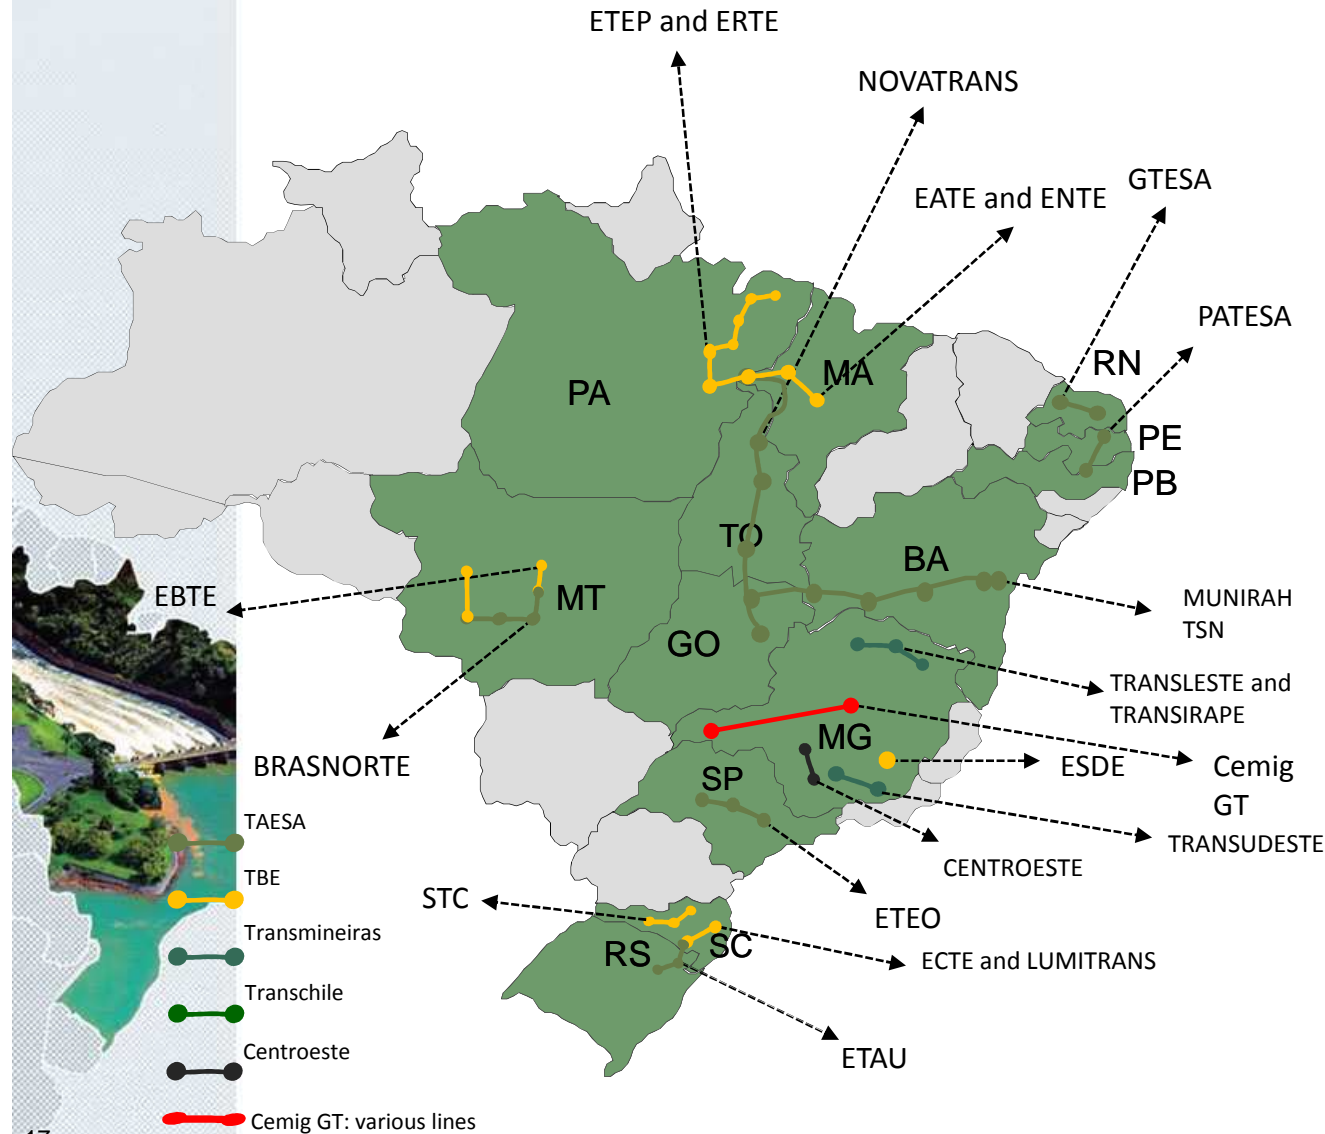 ETEP and ERTE
NOVATRANS
GTESA
EATE and ENTE
PATESA
RN
MA
PA
PE
PB
TO
BA
EBTE
MT
MUNIRAH
TSN
GO
TRANSLESTE and
TRANSIRAPE
MG
BRASNORTE
SP
ESDE
Cemig
GT
TAESA
TRANSUDESTE
CENTROESTE
TBE
STC
ETEO
Transmineiras
RS
SC
ECTE and LUMITRANS
Transchile
Centroeste
ETAU
Cemig GT: various lines